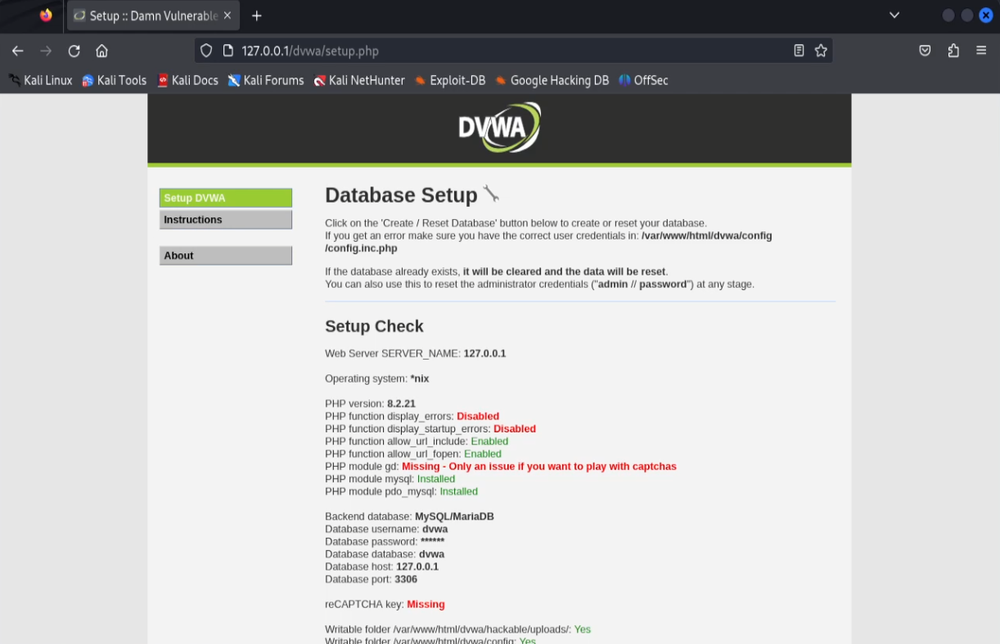 Setup :: Damn Vulnerable
127.0.0.1/dvwa/setup.php
Kali Linux Kali Tools Kali Docs Kali Forums Kali NetHunter Exploit-DB Google Hacking DB OffSec
DVWA
Setup DVWA
Instructions
About
Database Setup
Click on the 'Create / Reset Database' button below to create or reset your database.
If you get an error make sure you have the correct user credentials in: /var/www/html/dvwa/config
/config.inc.php
If the database already exists, it will be cleared and the data will be reset.
You can also use this to reset the administrator credentials ("admin // password") at any stage.
Setup Check
Web Server SERVER_NAME: 127.0.0.1
Operating system: *nix
PHP version: 8.2.21
PHP function display_errors: Disabled
PHP function display_startup_errors: Disabled
PHP function allow_url_include: Enabled
PHP function allow_url_fopen: Enabled
PHP module gd: Missing - Only an issue if you want to play with captchas
PHP module mysql: Installed
PHP module pdo_mysql: Installed
Backend database: MySQL/MariaDB
Database username: dvwa
Database password: ******
Database database: dvwa
Database host: 127.0.0.1
Database port: 3306
reCAPTCHA key: Missing
Writable folder /var/www/html/dvwa/hackable/uploads/: Yes
Writable folder /var/www/html/dvwa/config: Yes